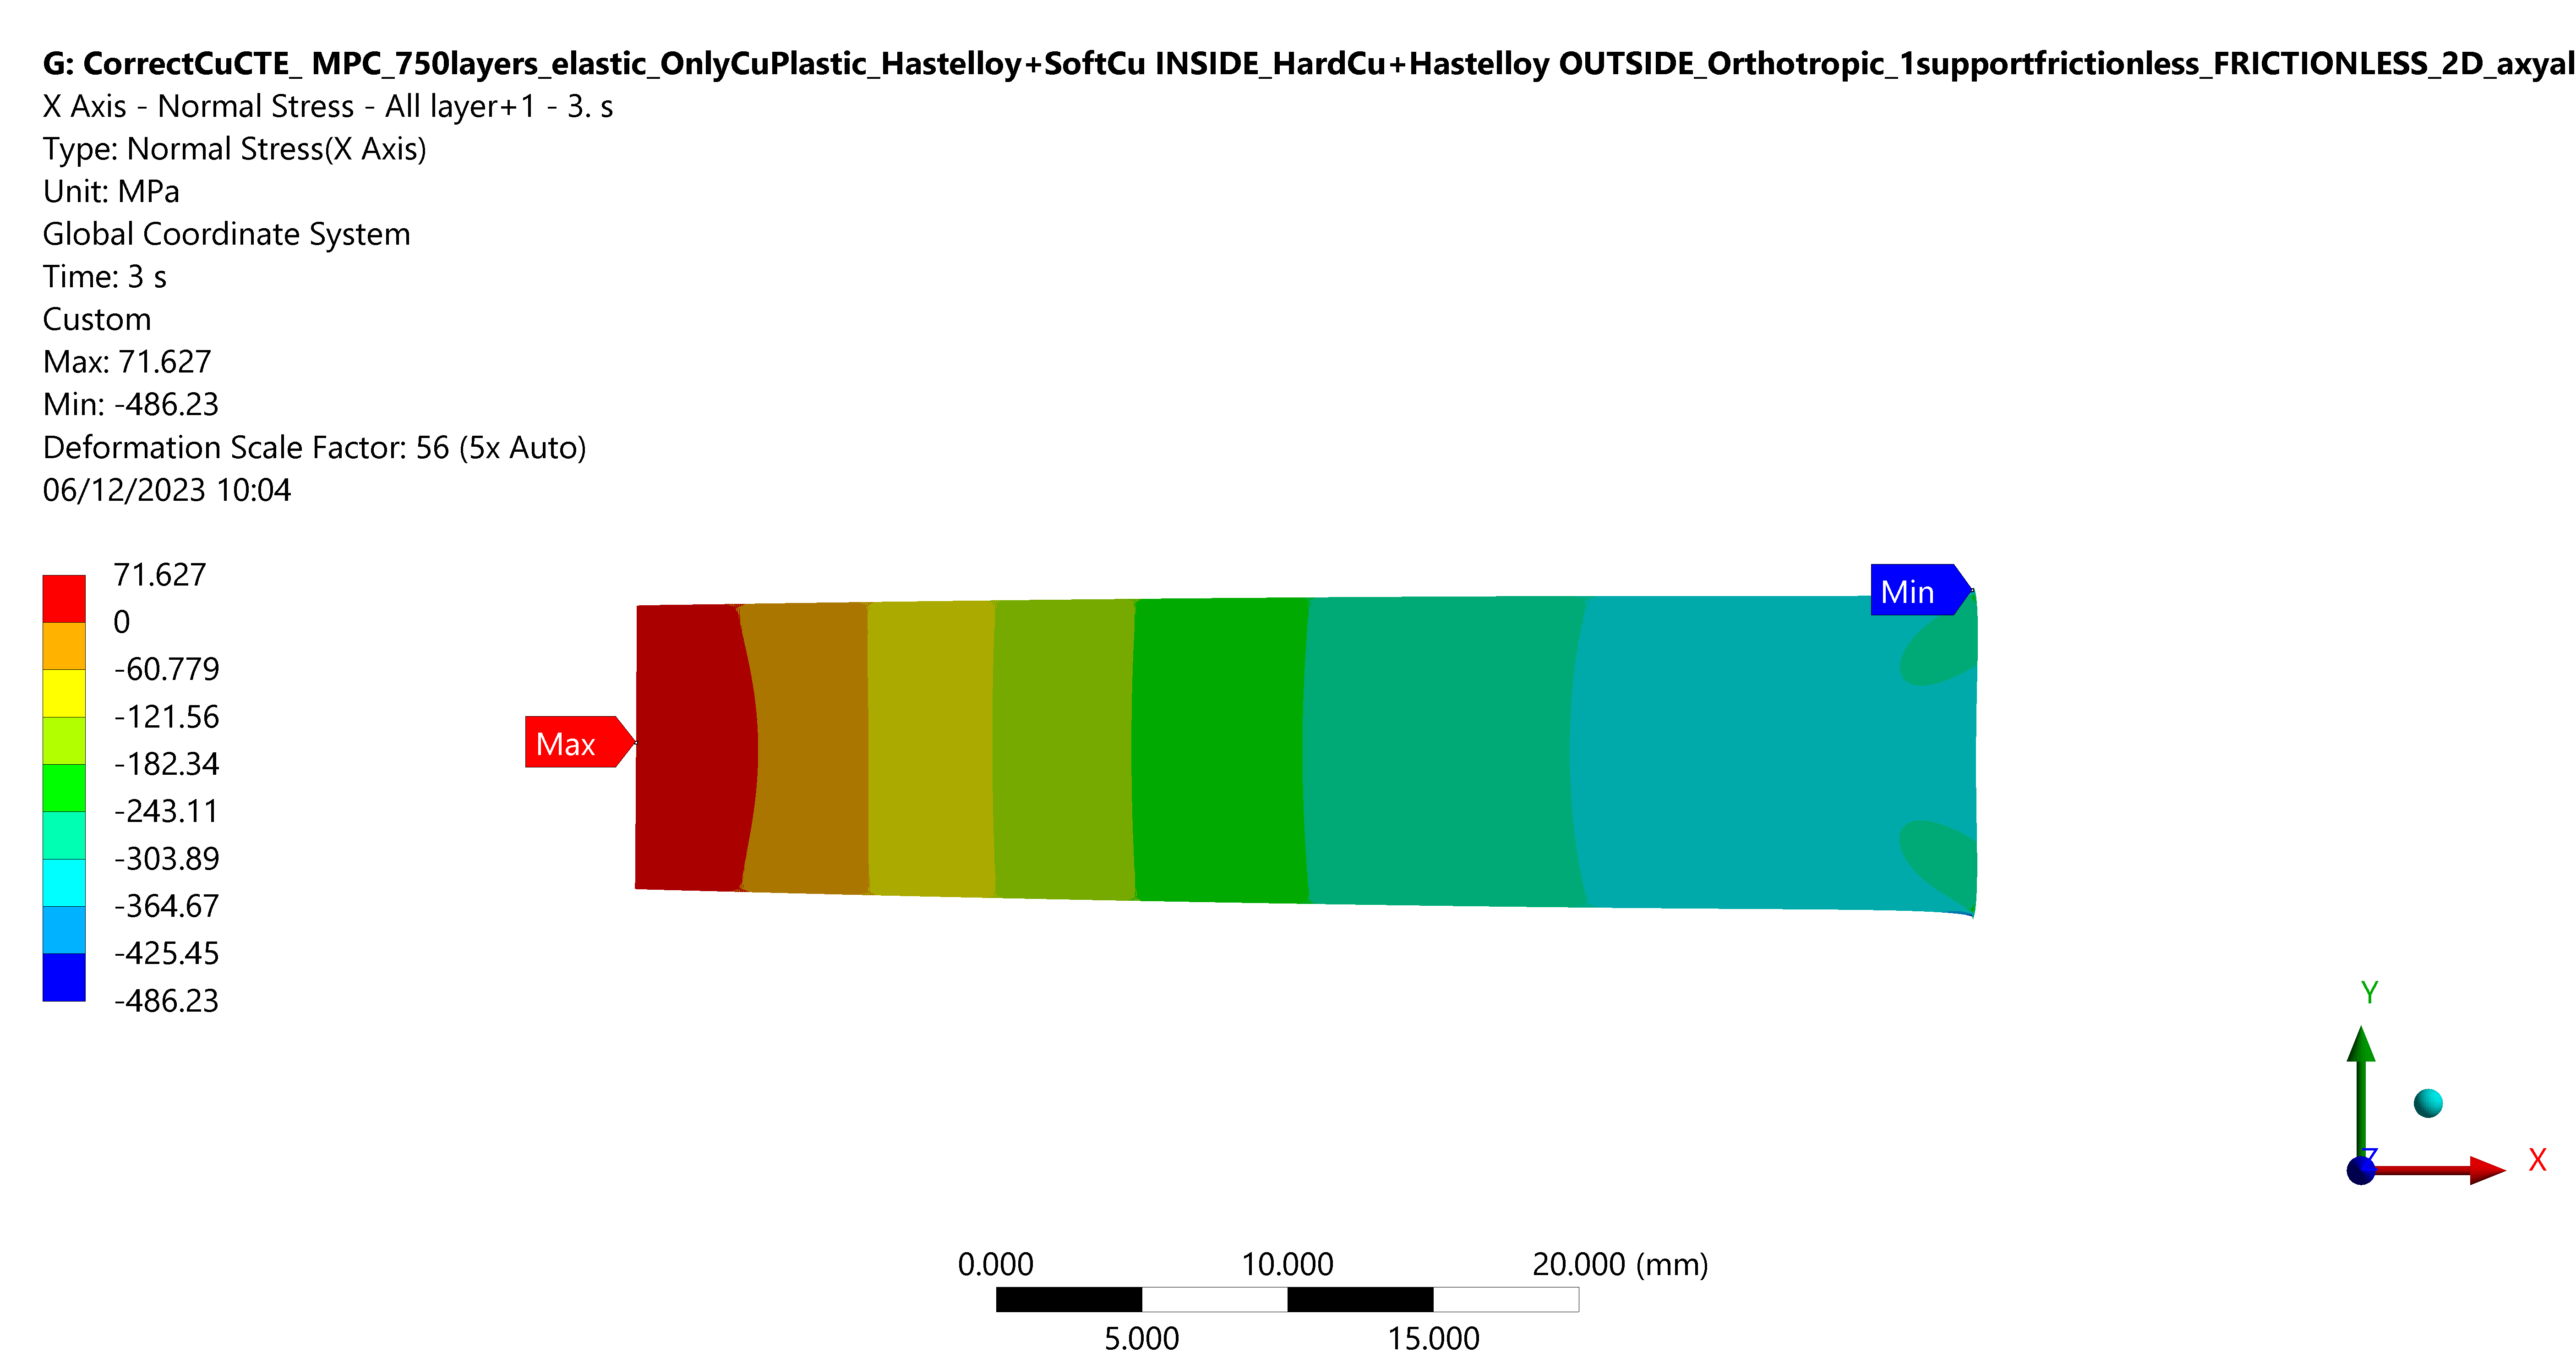 G: CorrectCuCTE_ MPC_750layers_elastic_OnlyCuPlastic_Hastelloy+SoftCu INSIDE_HardCu+Hastelloy OUTSIDE_Orthotropic_1supportfrictionless_FRICTIONLESS_2D_axyal
X Axis - Normal Stress - All layer+1 - 3. s
Type: Normal Stress(X Axis)
Unit: MPa
Global Coordinate System
Time: 3 s
Custom
Max: 71.627
Min: -486.23
Deformation Scale Factor: 56 (5x Auto)
06/12/2023 10:04
71.627
0
-60.779
-121.56
-182.34
-243.11
-303.89
-364.67
-425.45
-486.23
Min
Max
Y
Z
X
0.000 10.000 20.000 (mm)
5.000 15.000